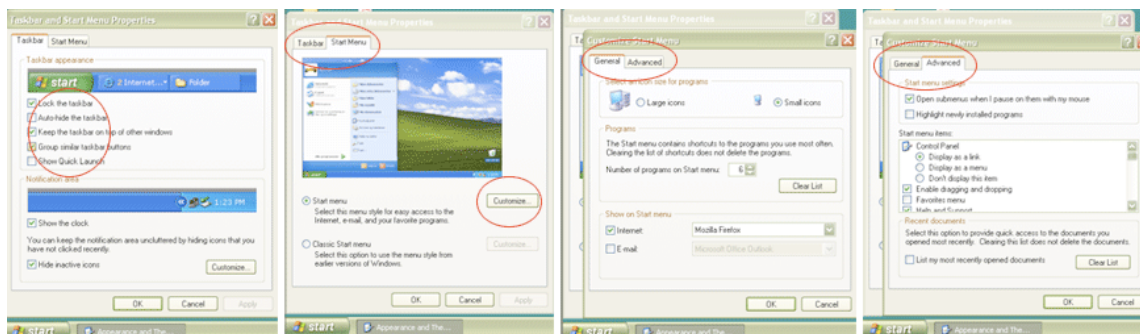 Taskbar and Start Menu Properties
Taskbar
Start Menu
Taskbar appearance
start
2 Internet...
Folder
Lock the taskbar
Auto-hide the taskbar
Keep the taskbar on top of other windows
Group similar taskbar buttons
Show Quick Launch
Notification area
1:23 PM
Show the clock
You can keep the notification area uncluttered by hiding icons that you
have not clicked recently.
Hide inactive icons
Customize...
OK
Cancel
Apply
start
Appearance and The...
Taskbar and Start Menu Properties
Taskbar
Start Menu
Start menu
Customize...
Select this menu style for easy access to the
Internet, e-mail, and your favorite programs.
Classic Start menu
Customize...
Select this option to use the menu style from
earlier versions of Windows.
OK
Cancel
Apply
start
Appearance and The...
Taskbar and Start Menu Properties
Customize Start Menu
General
Advanced
Select an icon size for programs
Large icons
Small icons
Programs
The Start menu contains shortcuts to the programs you use most often.
Clearing the list of shortcuts does not delete the programs.
Number of programs on Start menu:
6
Clear List
Show on Start menu
Internet:
Mozilla Firefox
E-mail:
Microsoft Office Outlook
OK
Cancel
start
Appearance and The...
Taskbar and Start Menu Properties
Customize Start Menu
General
Advanced
Start menu settings
Open submenus when I pause on them with my mouse
Highlight newly installed programs
Start menu items:
Control Panel
Display as a link
Display as a menu
Don't display this item
Enable dragging and dropping
Favorites menu
Help and Support
Recent documents
Select this option to provide quick access to the documents you
opened most recently. Clearing this list does not delete the documents.
List my most recently opened documents
Clear List
OK
Cancel
start
Appearance and The...